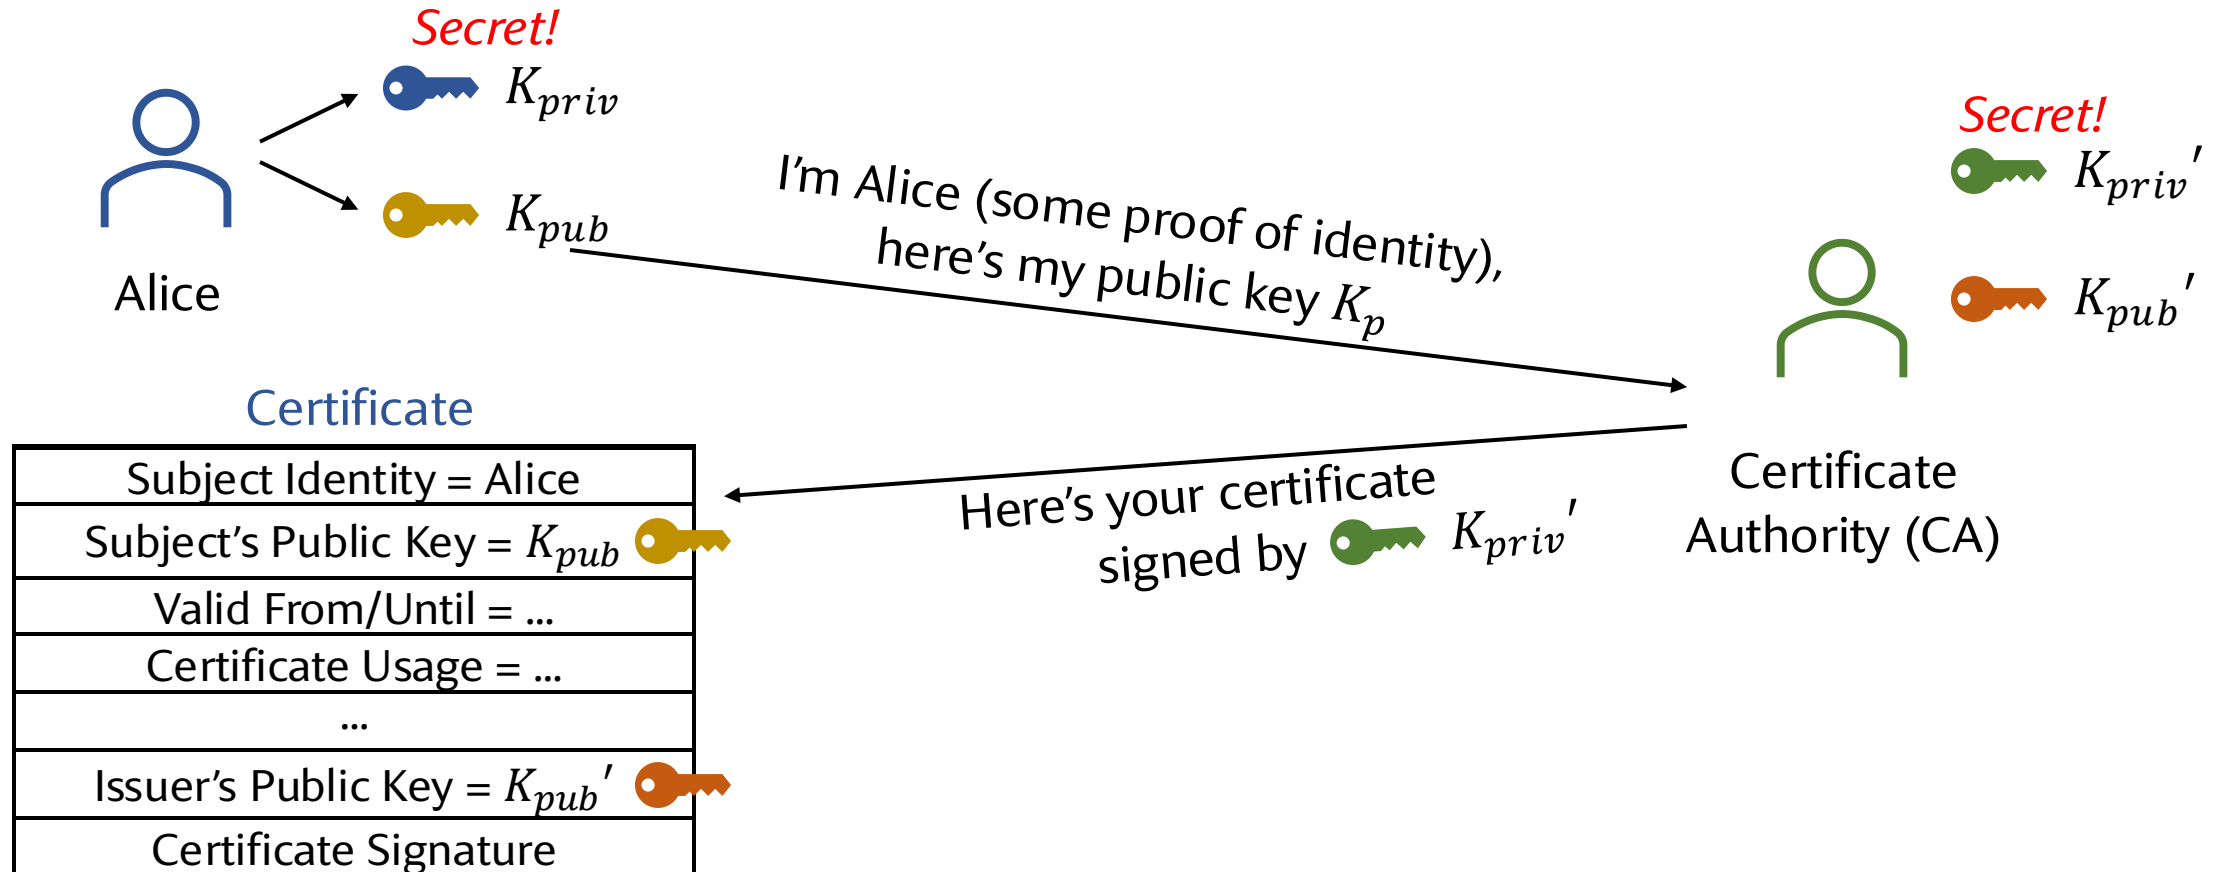 Secret!
K_priv
K_pub
Alice
I'm Alice (some proof of identity),
here's my public key K_p
Secret!
K_priv′
K_pub′
Certificate
Authority (CA)
Here's your certificate
signed by K_priv′
Certificate
Subject Identity = Alice
Subject's Public Key = K_pub
Valid From/Until = ...
Certificate Usage = ...
...
Issuer's Public Key = K_pub′
Certificate Signature